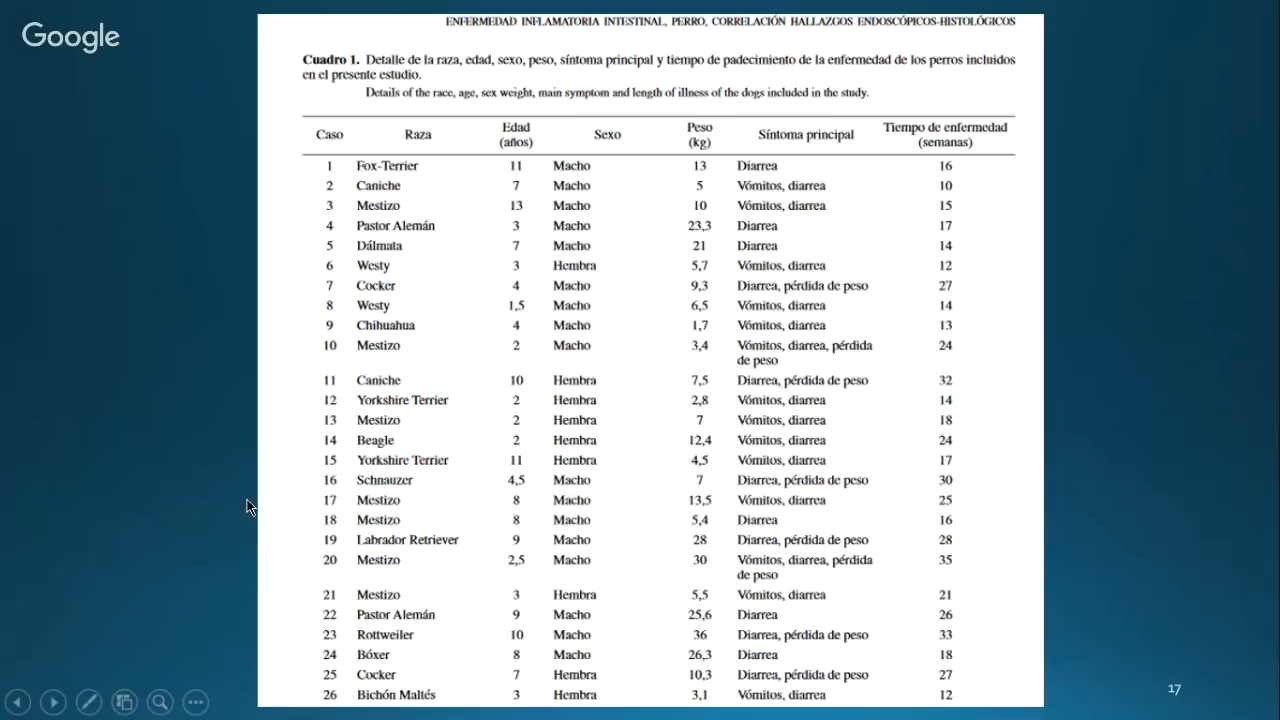 Google
ENFERMEDAD INFLAMATORIA INTESTINAL, PERRO, CORRELACIÓN HALLAZGOS ENDOSCÓPICOS-HISTOLÓGICOS
Cuadro 1. Detalle de la raza, edad, sexo, peso, síntoma principal y tiempo de padecimiento de la enfermedad de los perros incluidos
en el presente estudio.
Details of the race, age, sex weight, main symptom and length of illness of the dogs included in the study.
Caso Raza Edad (años) Sexo Peso (kg) Síntoma principal Tiempo de enfermedad (semanas)
1 Fox-Terrier 11 Macho 13 Diarrea 16
2 Caniche 7 Macho 5 Vómitos, diarrea 10
3 Mestizo 13 Macho 10 Vómitos, diarrea 15
4 Pastor Alemán 3 Macho 23,3 Diarrea 17
5 Dálmata 7 Macho 21 Diarrea 14
6 Westy 3 Hembra 5,7 Vómitos, diarrea 12
7 Cocker 4 Macho 9,3 Diarrea, pérdida de peso 27
8 Westy 1,5 Macho 6,5 Vómitos, diarrea 14
9 Chihuahua 4 Macho 1,7 Vómitos, diarrea 13
10 Mestizo 2 Macho 3,4 Vómitos, diarrea, pérdida 24
de peso
11 Caniche 10 Hembra 7,5 Diarrea, pérdida de peso 32
12 Yorkshire Terrier 2 Hembra 2,8 Vómitos, diarrea 14
13 Mestizo 2 Hembra 7 Vómitos, diarrea 18
14 Beagle 2 Hembra 12,4 Vómitos, diarrea 24
15 Yorkshire Terrier 11 Hembra 4,5 Vómitos, diarrea 17
16 Schnauzer 4,5 Macho 7 Diarrea, pérdida de peso 30
17 Mestizo 8 Macho 13,5 Vómitos, diarrea 25
18 Mestizo 8 Macho 5,4 Diarrea 16
19 Labrador Retriever 9 Macho 28 Diarrea, pérdida de peso 28
20 Mestizo 2,5 Macho 30 Vómitos, diarrea, pérdida 35
de peso
21 Mestizo 3 Hembra 5,5 Vómitos, diarrea 21
22 Pastor Alemán 9 Macho 25,6 Diarrea 26
23 Rottweiler 10 Macho 36 Diarrea, pérdida de peso 33
24 Bóxer 8 Macho 26,3 Diarrea 18
25 Cocker 7 Hembra 10,3 Diarrea, pérdida de peso 27
26 Bichón Maltés 3 Hembra 3,1 Vómitos, diarrea 12
17